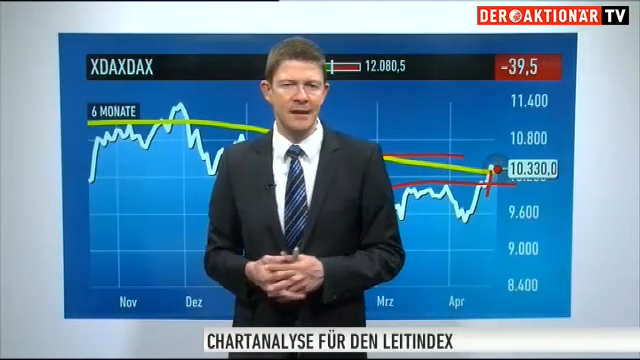 DER AKTIONÄR TV
XDAXDAX
12.080,5
-39,5
6 MONATE
11.400
10.800
10.330,0
9.600
9.000
8.400
Nov
Dez
Mrz
Apr
CHARTANALYSE FÜR DEN LEITINDEX